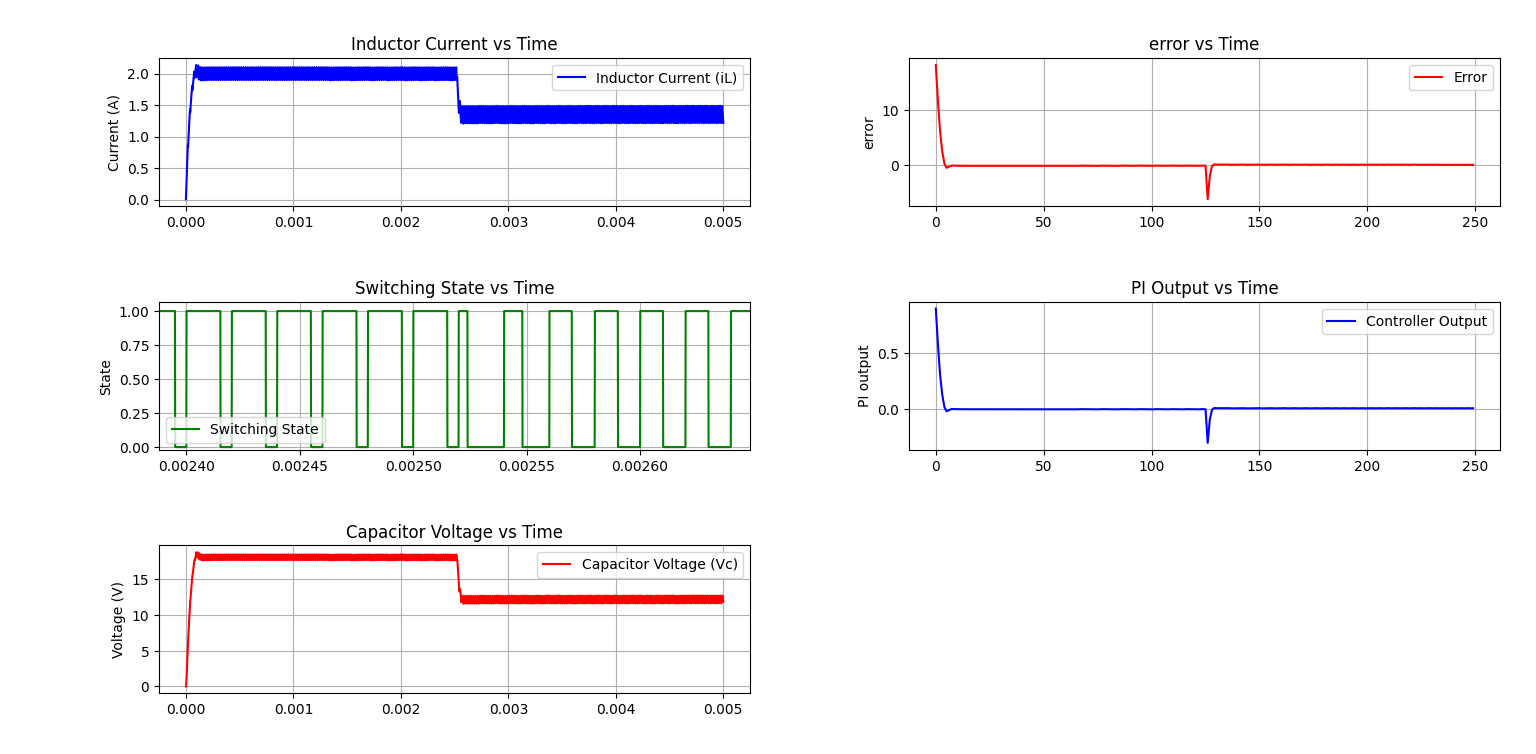 Inductor Current vs Time
Current (A)
2.0
1.5
1.0
0.5
0.0
Inductor Current (iL)
0.000 0.001 0.002 0.003 0.004 0.005
error vs Time
error
10
0
Error
0 50 100 150 200 250
Switching State vs Time
State
1.00
0.75
0.50
0.25
0.00
Switching State
0.00240 0.00245 0.00250 0.00255 0.00260
PI Output vs Time
PI output
0.5
0.0
Controller Output
0 50 100 150 200 250
Capacitor Voltage vs Time
Voltage (V)
15
10
5
0
Capacitor Voltage (Vc)
0.000 0.001 0.002 0.003 0.004 0.005